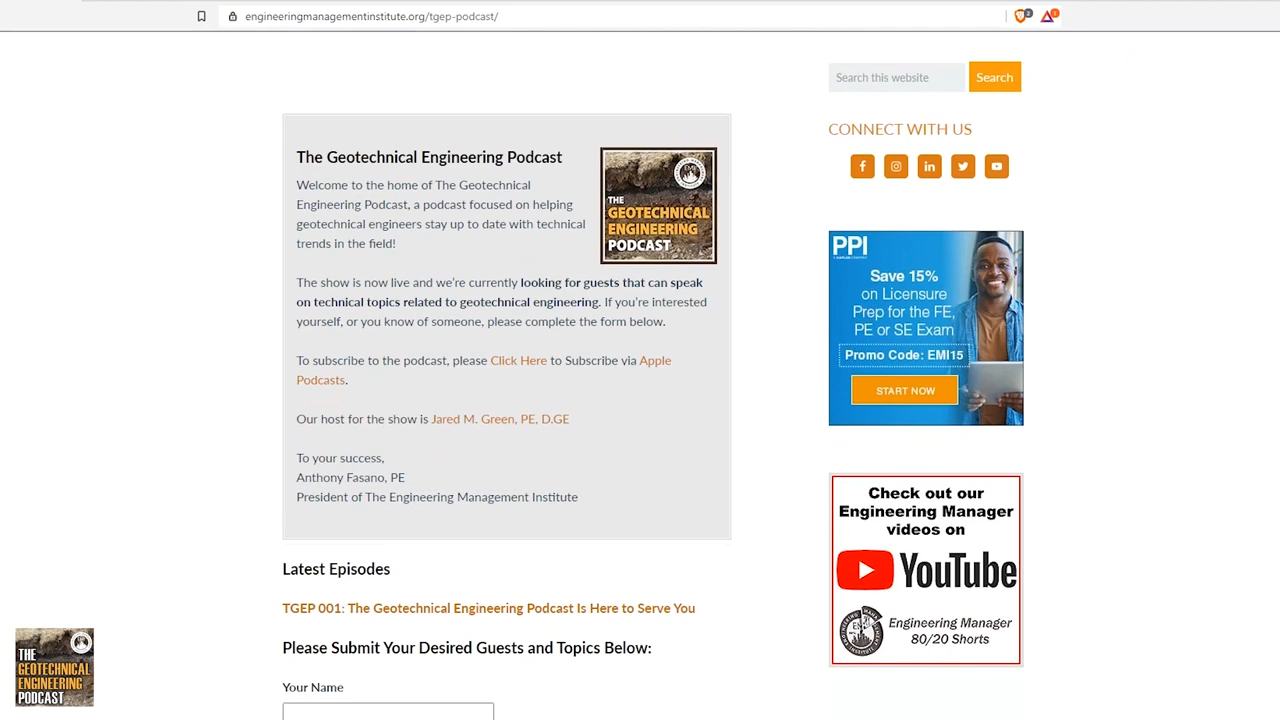 engineeringmanagementinstitute.org/tgep-podcast/
Search this website
Search
CONNECT WITH US
The Geotechnical Engineering Podcast
Welcome to the home of The Geotechnical
Engineering Podcast, a podcast focused on helping
geotechnical engineers stay up to date with technical
trends in the field!
THE
GEOTECHNICAL
ENGINEERING
PODCAST
The show is now live and we're currently looking for guests that can speak
on technical topics related to geotechnical engineering. If you're interested
yourself, or you know of someone, please complete the form below.
To subscribe to the podcast, please Click Here to Subscribe via Apple
Podcasts.
Our host for the show is Jared M. Green, PE, D.GE
To your success,
Anthony Fasano, PE
President of The Engineering Management Institute
PPI
Save 15%
on Licensure
Prep for the FE,
PE or SE Exam
Promo Code: EMI15
START NOW
Check out our
Engineering Manager
videos on
YouTube
Engineering Manager
80/20 Shorts
Latest Episodes
TGEP 001: The Geotechnical Engineering Podcast Is Here to Serve You
Please Submit Your Desired Guests and Topics Below:
Your Name
THE
GEOTECHNICAL
ENGINEERING
PODCAST